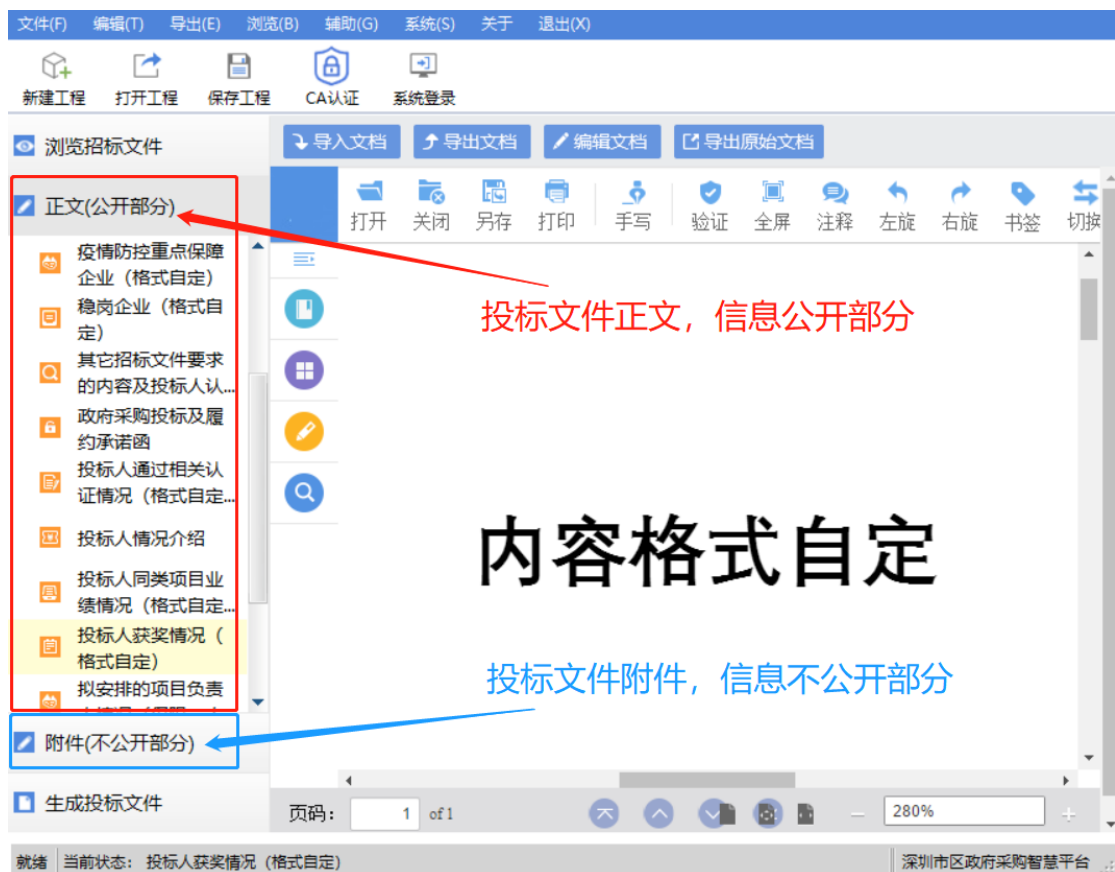 文件(F) 编辑(T) 导出(E) 浏览(B) 辅助(G) 系统(S) 关于 退出(X)
新建工程 打开工程 保存工程 CA认证 系统登录
浏览招标文件
导入文档 导出文档 编辑文档 导出原始文档
正文(公开部分)
打开 关闭 另存 打印 手写 验证 全屏 注释 左旋 右旋 书签 切换
疫情防控重点保障
企业（格式自定）
稳岗企业（格式自
定）
其它招标文件要求
的内容及投标人认...
政府采购投标及履
约承诺函
投标人通过相关认
证情况（格式自定...
投标人情况介绍
投标人同类项目业
绩情况（格式自定...
投标人获奖情况（
格式自定）
拟安排的项目负责
投标文件正文，信息公开部分
内容格式自定
投标文件附件，信息不公开部分
附件(不公开部分)
生成投标文件
页码： 1 of 1 280%
就绪 当前状态： 投标人获奖情况（格式自定） 深圳市区政府采购智慧平台